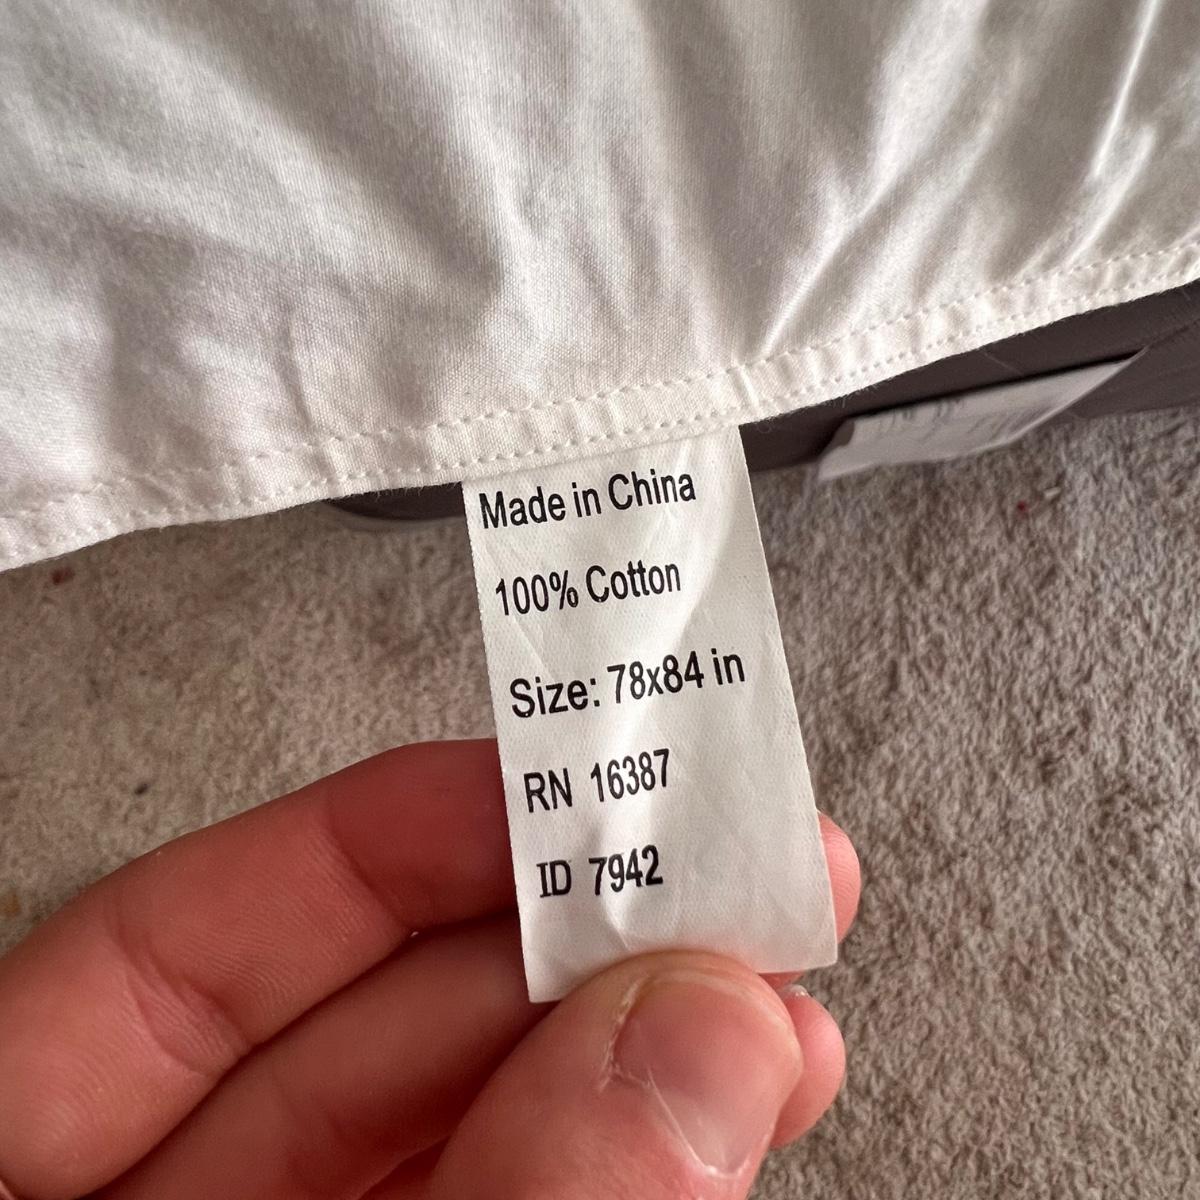 Made in China
100% Cotton
Size: 78x84 in
RN 16387
ID 7942